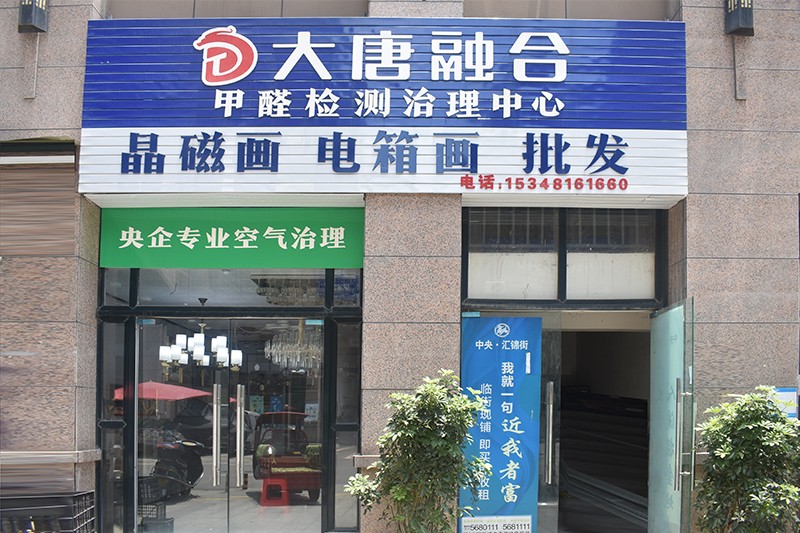 大唐融合
甲醛检测治理中心
晶磁画 电箱画 批发
电话:15348161660
央企专业空气治理
中央·汇锦街
我就一句
近我者富
临街现铺 即买 收租
5680111 5681111